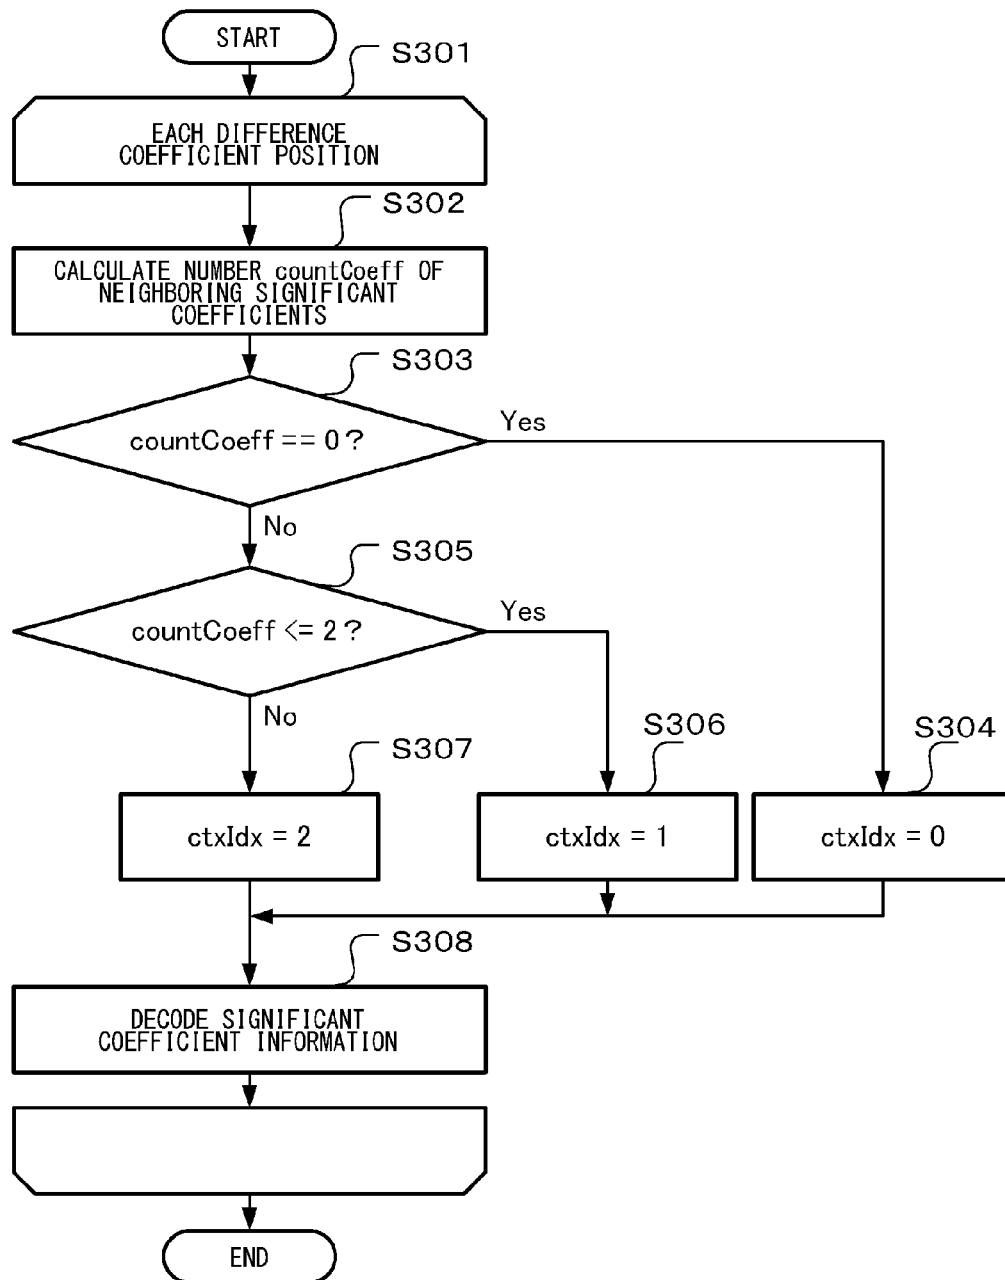 START
S301
EACH DIFFERENCE
COEFFICIENT POSITION
S302
CALCULATE NUMBER countCoeff OF
NEIGHBORING SIGNIFICANT
COEFFICIENTS
S303
countCoeff == 0?
Yes
No
S305
countCoeff <= 2?
Yes
No
S307
S306
S304
ctxIdx = 2
ctxIdx = 1
ctxIdx = 0
S308
DECODE SIGNIFICANT
COEFFICIENT INFORMATION
END